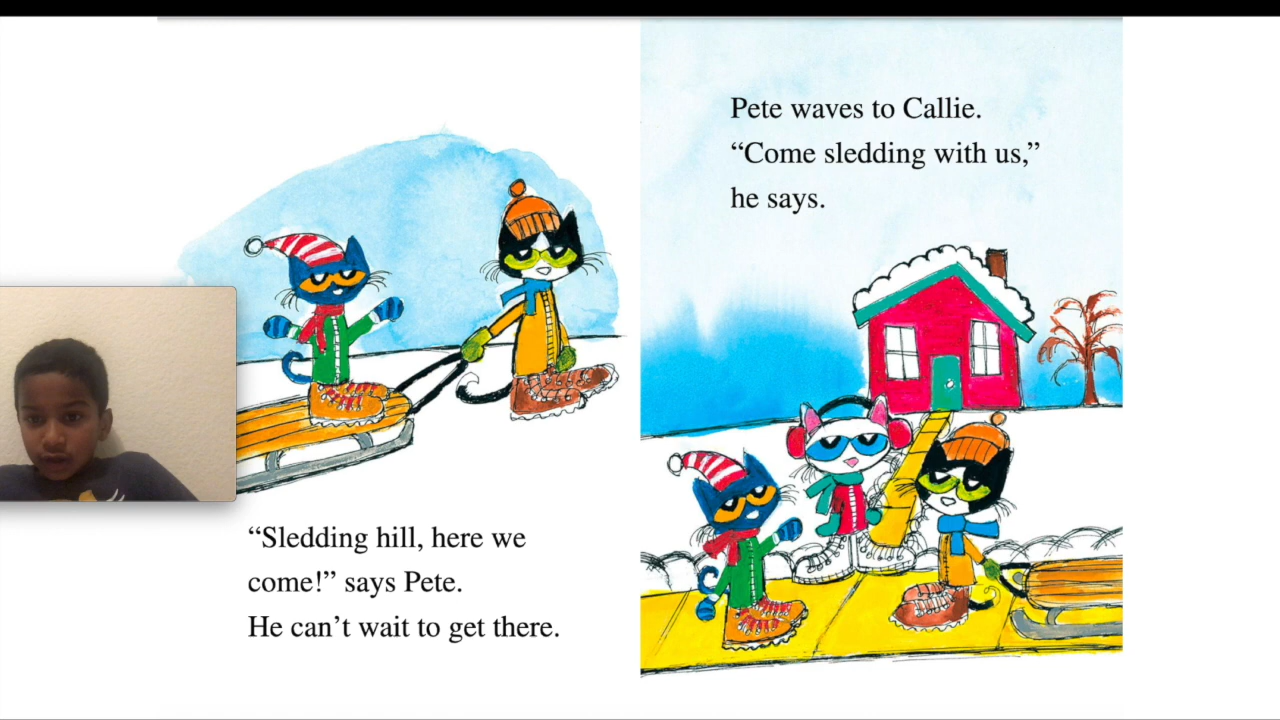 “Sledding hill, here we
come!” says Pete.
He can’t wait to get there.
Pete waves to Callie.
“Come sledding with us,”
he says.